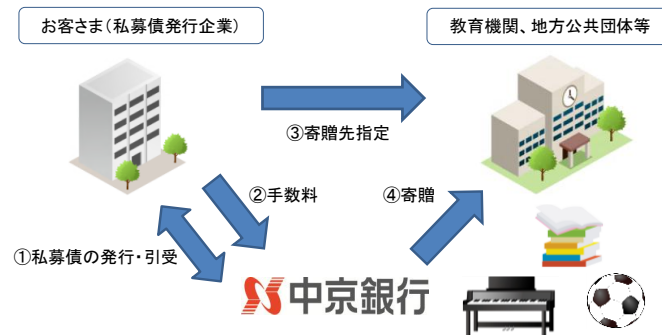 お客さま(私募債発行企業)
教育機関、地方公共団体等
③寄贈先指定
②手数料
④寄贈
①私募債の発行・引受
中京銀行